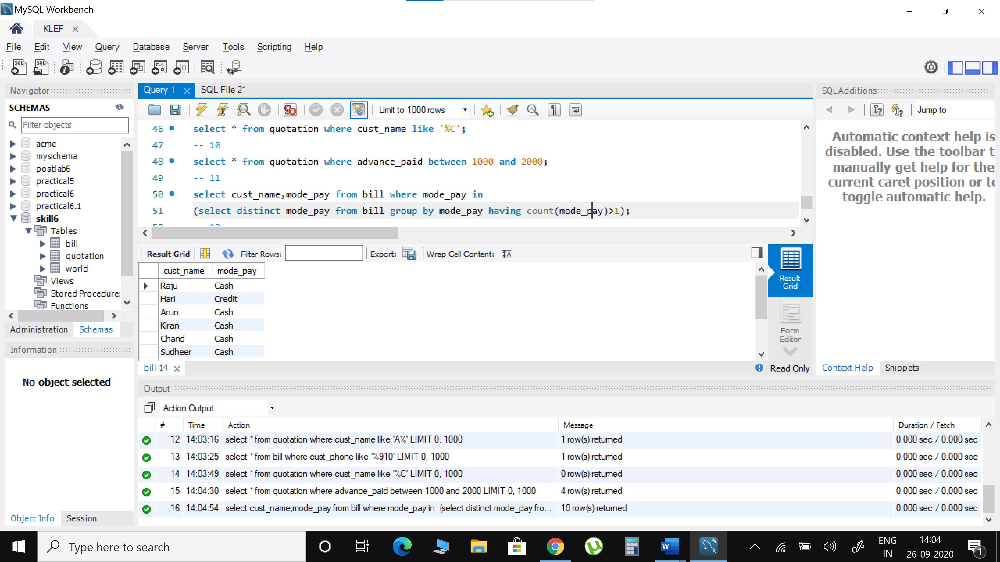 MySQL Workbench
KLEF
File Edit View Query Database Server Tools Scripting Help
Navigator
SCHEMAS
Filter objects
acme
myschema
postlab6
practical5
practical6
practical6.1
skill6
Tables
bill
quotation
world
Views
Stored Procedures
Functions
Administration Schemas
Information
No object selected
Object Info Session
Query 1 SQL File 2*
Limit to 1000 rows
46 select * from quotation where cust_name like '%C';
47 -- 10
48 select * from quotation where advance_paid between 1000 and 2000;
49 -- 11
50 select cust_name,mode_pay from bill where mode_pay in
51 (select distinct mode_pay from bill group by mode_pay having count(mode_pay)>1);
52 -- 12
Result Grid Filter Rows: Export: Wrap Cell Content:
cust_name mode_pay
Raju Cash
Hari Credit
Arun Cash
Kiran Cash
Chand Cash
Sudheer Cash
Result Grid
Form Editor
bill 14
Read Only
SQLAdditions
Jump to
Automatic context help is
disabled. Use the toolbar t
manually get help for the
current caret position or to
toggle automatic help.
Context Help Snippets
Output
Action Output
# Time Action Message Duration / Fetch
12 14:03:16 select * from quotation where cust_name like 'A%' LIMIT 0, 1000 1 row(s) returned 0.000 sec / 0.000 sec
13 14:03:25 select * from bill where cust_phone like '%910' LIMIT 0, 1000 1 row(s) returned 0.000 sec / 0.000 sec
14 14:03:49 select * from quotation where cust_name like '%C' LIMIT 0, 1000 0 row(s) returned 0.000 sec / 0.000 sec
15 14:04:30 select * from quotation where advance_paid between 1000 and 2000 LIMIT 0, 1000 4 row(s) returned 0.000 sec / 0.000 sec
16 14:04:54 select cust_name,mode_pay from bill where mode_pay in (select distinct mode_pay fro... 10 row(s) returned 0.000 sec / 0.000 sec
Type here to search
ENG
IN
14:04
26-09-2020
1